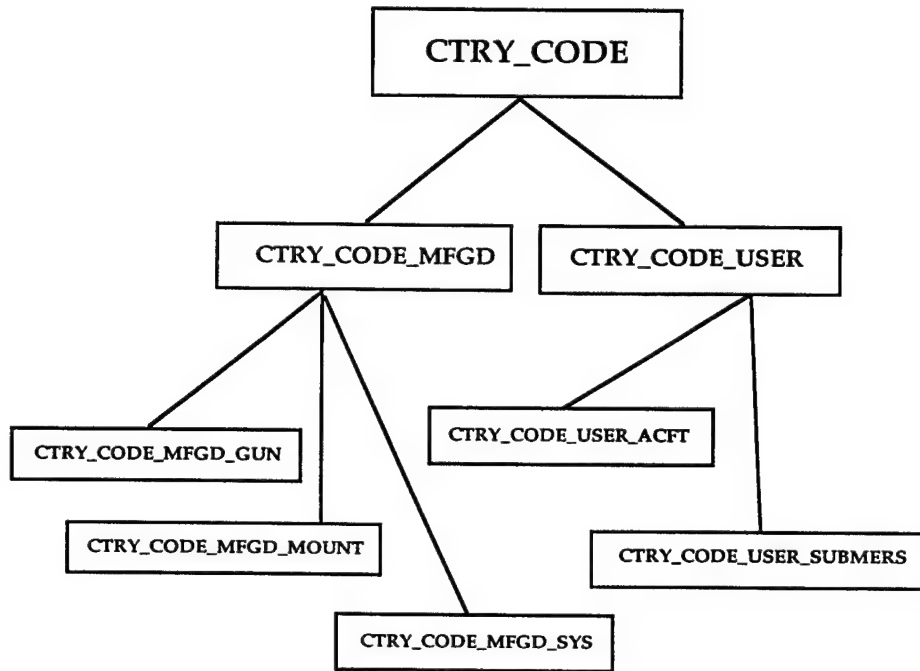 CTRY_CODE
CTRY_CODE_MFGD
CTRY_CODE_USER
CTRY_CODE_MFGD_GUN
CTRY_CODE_USER_ACFT
CTRY_CODE_MFGD_MOUNT
CTRY_CODE_USER_SUBMERS
CTRY_CODE_MFGD_SYS